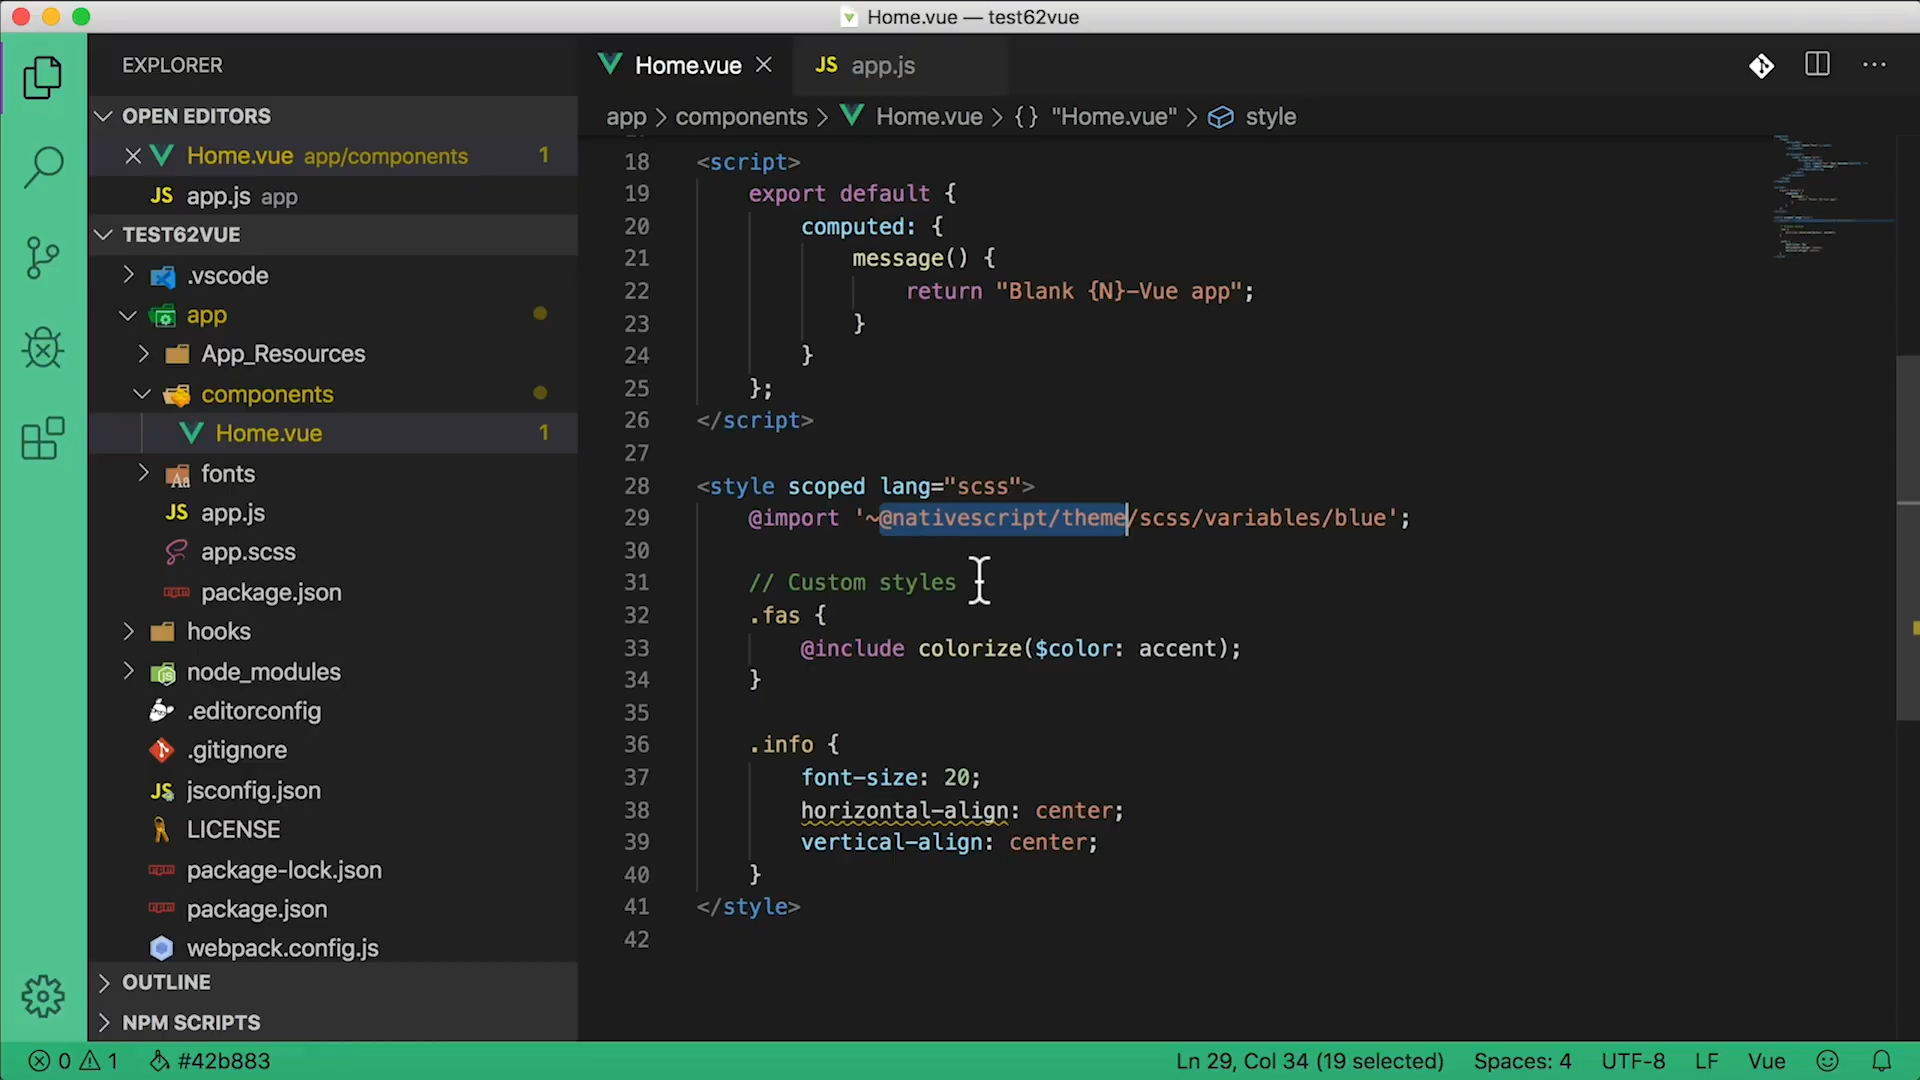 Home.vue — test62vue
EXPLORER
OPEN EDITORS
Home.vue app/components 1
JS app.js app
TEST62VUE
.vscode
app
App_Resources
components
Home.vue 1
Aa fonts
JS app.js
app.scss
package.json
hooks
JS node_modules
.editorconfig
.gitignore
JS jsconfig.json
LICENSE
package-lock.json
package.json
webpack.config.js
OUTLINE
NPM SCRIPTS
Home.vue
JS app.js
app > components > Home.vue > {} "Home.vue" > style
18 <script>
19 export default {
20 computed: {
21 message() {
22 return "Blank {N}-Vue app";
23 }
24 }
25 };
26 </script>
27
28 <style scoped lang="scss">
29 @import '~@nativescript/theme/scss/variables/blue';
30
31 // Custom styles
32 .fas {
33 @include colorize($color: accent);
34 }
35
36 .info {
37 font-size: 20;
38 horizontal-align: center;
39 vertical-align: center;
40 }
41 </style>
42
0 1 #42b883
Ln 29, Col 34 (19 selected) Spaces: 4 UTF-8 LF Vue